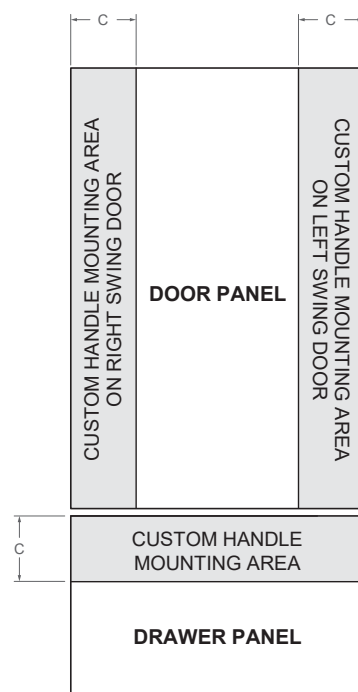 C
C
CUSTOM HANDLE MOUNTING AREA
ON RIGHT SWING DOOR
DOOR PANEL
CUSTOM HANDLE MOUNTING AREA
ON LEFT SWING DOOR
C
CUSTOM HANDLE
MOUNTING AREA
DRAWER PANEL